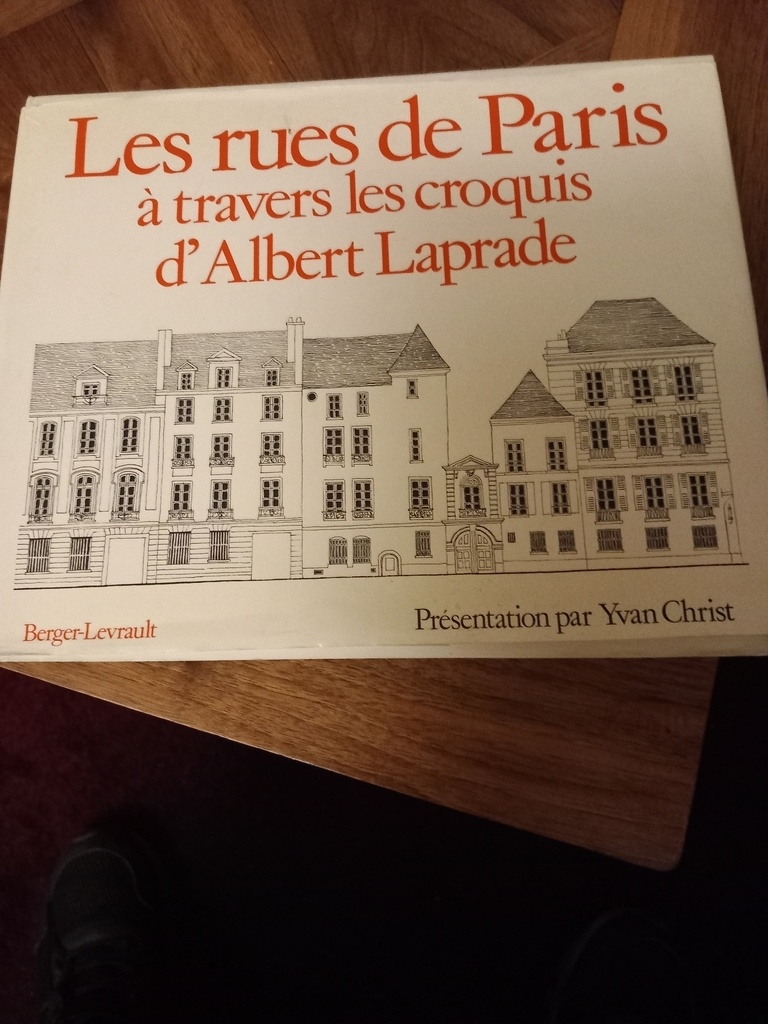 Les rues de Paris
à travers les croquis
d'Albert Laprade
Berger-Levrault
Présentation par Yvan Christ